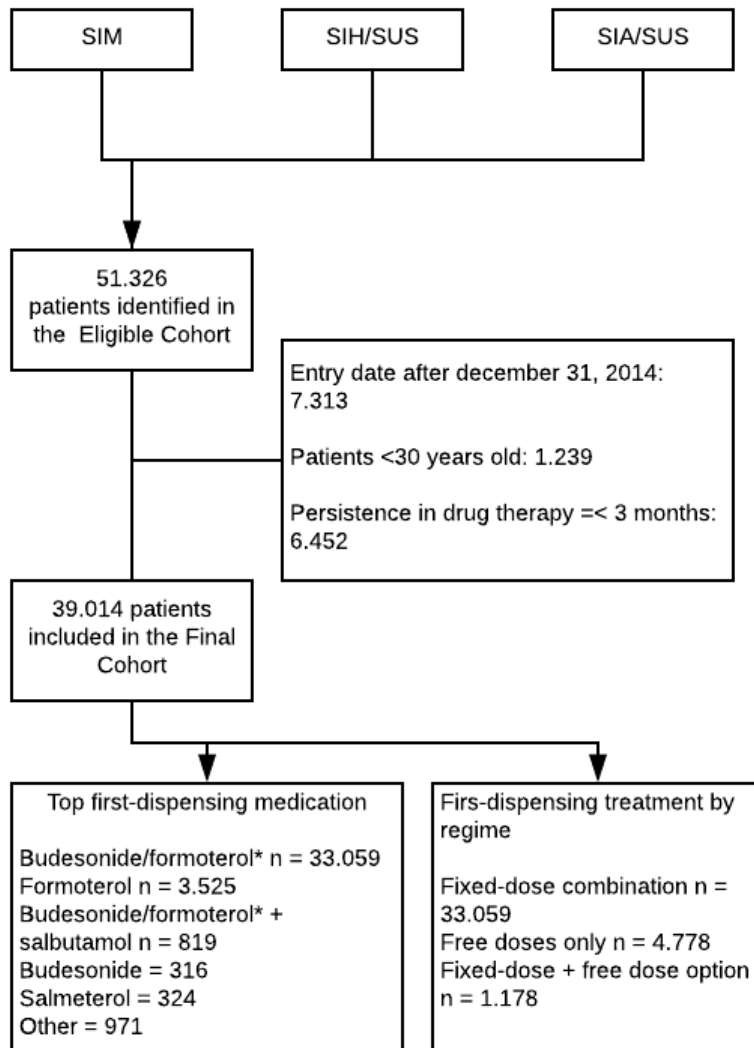 SIM
SIH/SUS
SIA/SUS
51.326
patients identified in
the Eligible Cohort
Entry date after december 31, 2014:
7.313
Patients <30 years old: 1.239
Persistence in drug therapy =< 3 months:
6.452
39.014 patients
included in the Final
Cohort
Top first-dispensing medication
Budesonide/formoterol* n = 33.059
Formoterol n = 3.525
Budesonide/formoterol* +
salbutamol n = 819
Budesonide = 316
Salmeterol = 324
Other = 971
Firs-dispensing treatment by
regime
Fixed-dose combination n =
33.059
Free doses only n = 4.778
Fixed-dose + free dose option
n = 1.178